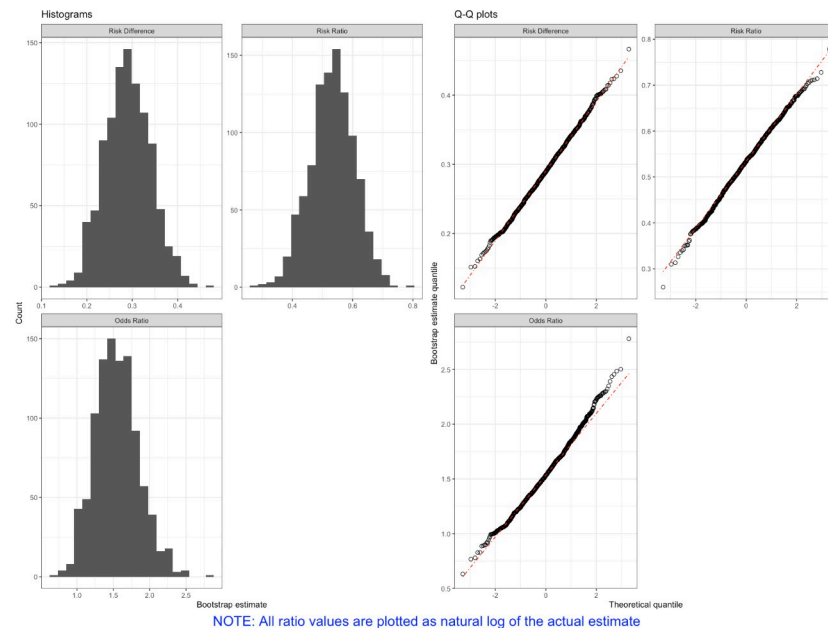 Histograms
Risk Difference
Risk Ratio
150
100
50
0
0.1 0.2 0.3 0.4
150
100
50
0
0.4 0.6 0.8
Odds Ratio
150
100
50
0
1.0 1.5 2.0 2.5
Count
Bootstrap estimate
Q-Q plots
Risk Difference
Risk Ratio
0.4
0.3
0.2
-2 0 2
0.8
0.7
0.6
0.5
0.4
0.3
-2 0 2
Odds Ratio
2.5
2.0
1.5
1.0
0.5
-2 0 2
Bootstrap estimate quantile
Theoretical quantile
NOTE: All ratio values are plotted as natural log of the actual estimate